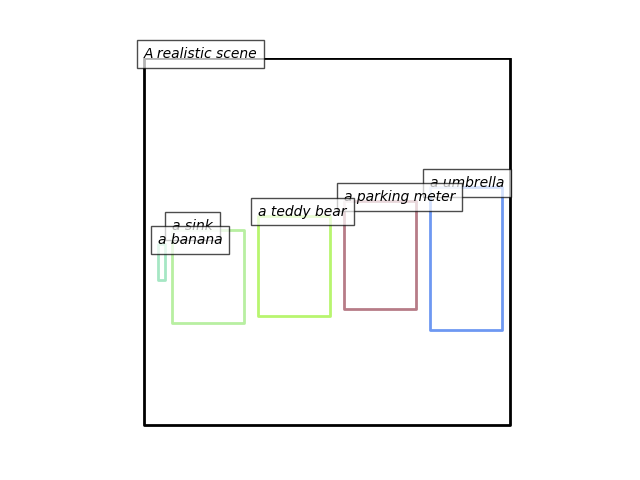 A realistic scene
a umbrella
a parking meter
a teddy bear
a sink
a banana